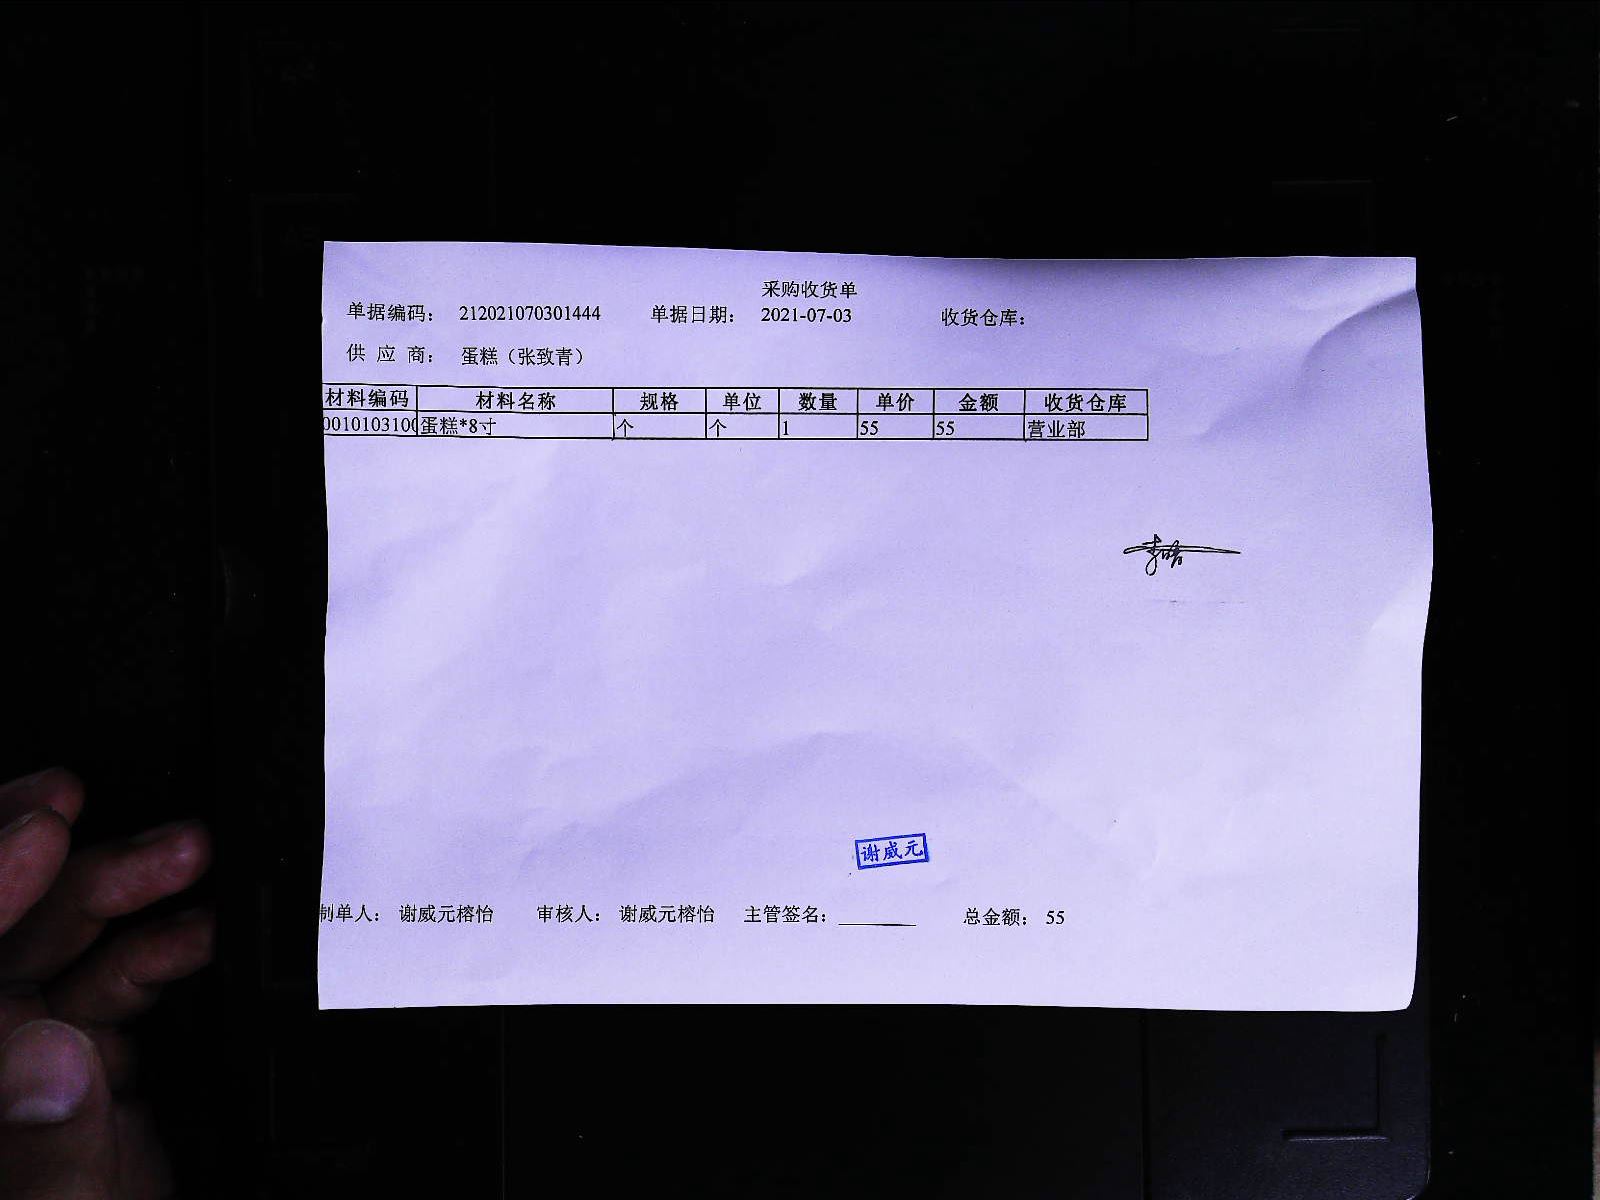 采购收货单
单据编码： 212021070301444 单据日期： 2021-07-03 收货仓库：
供 应 商： 蛋糕（张致青）
材料编码 材料名称 规格 单位 数量 单价 金额 收货仓库
0010103100 蛋糕*8寸 个 个 1 55 55 营业部
谢威元
制单人： 谢威元榕怡 审核人： 谢威元榕怡 主管签名：________ 总金额： 55